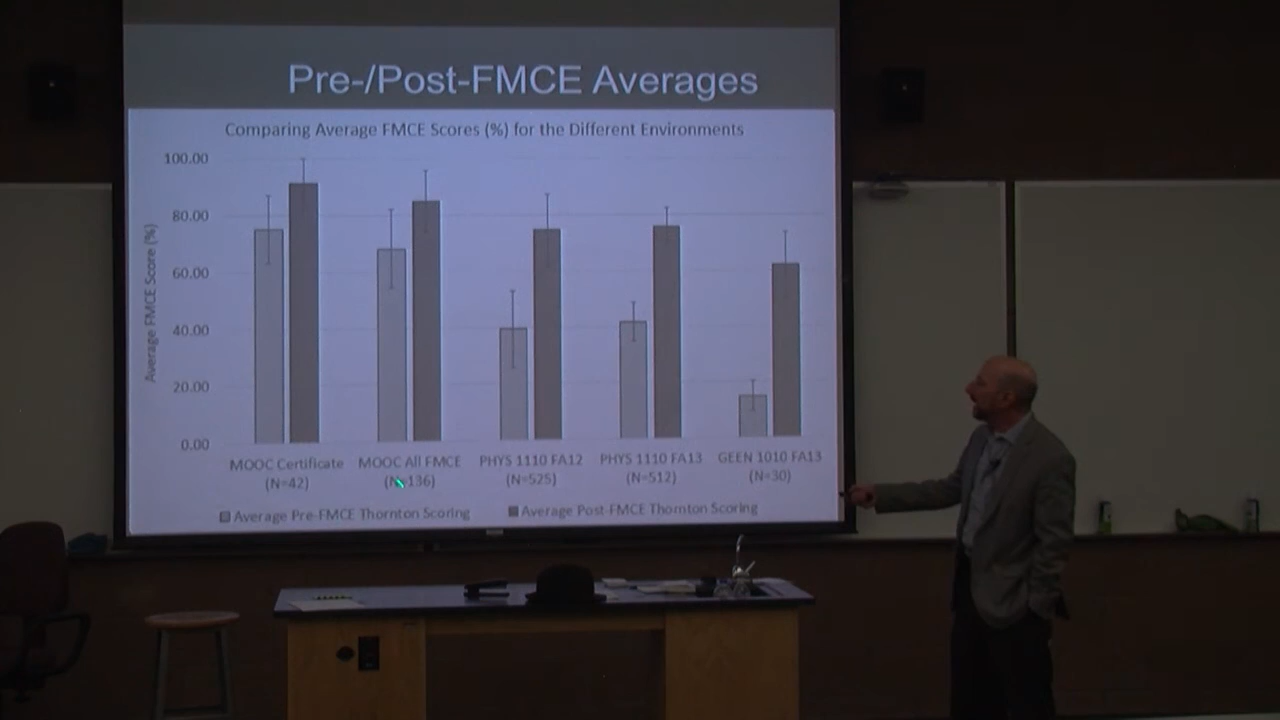 Pre-/Post-FMCE Averages
Comparing Average FMCE Scores (%) for the Different Environments
Average FMCE Score (%)
100.00
80.00
60.00
40.00
20.00
0.00
MOOC Certificate
(N=42)
MOOC All FMCE
(N=136)
PHYS 1110 FA12
(N=525)
PHYS 1110 FA13
(N=512)
GEEN 1010 FA13
(N=30)
Average Pre-FMCE Thornton Scoring
Average Post-FMCE Thornton Scoring